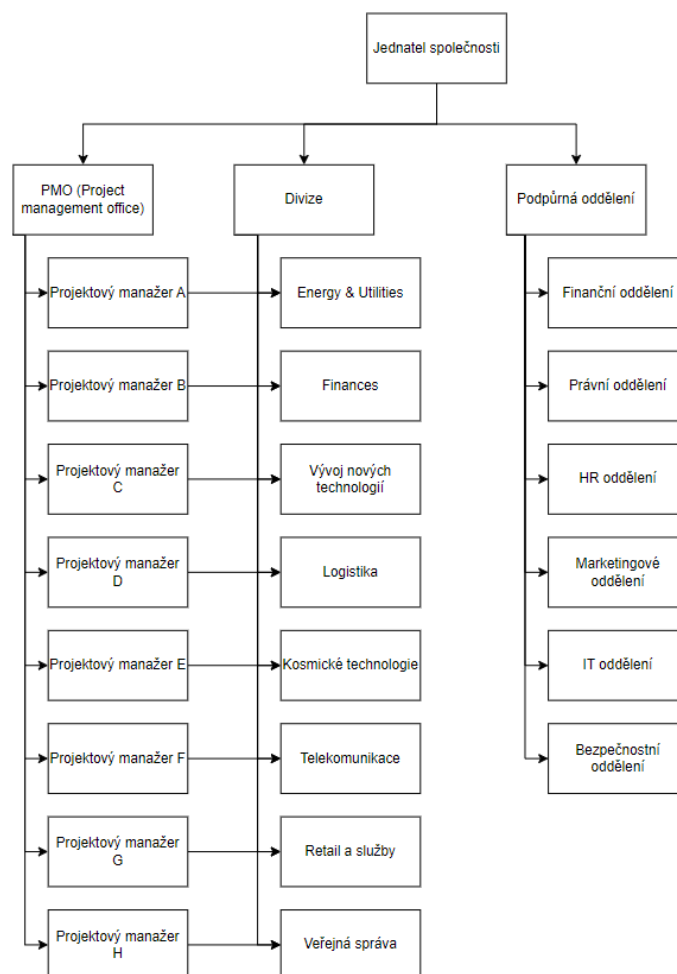 Jednatel společnosti
PMO (Project
management office)
Divize
Podpůrná oddělení
Projektový manažer A
Energy & Utilities
Finanční oddělení
Projektový manažer B
Finances
Právní oddělení
Projektový manažer
C
Vývoj nových
technologií
HR oddělení
Projektový manažer
D
Logistika
Marketingové
oddělení
Projektový manažer E
Kosmické technologie
IT oddělení
Projektový manažer F
Telekomunikace
Bezpečnostní
oddělení
Projektový manažer
G
Retail a služby
Projektový manažer
H
Veřejná správa